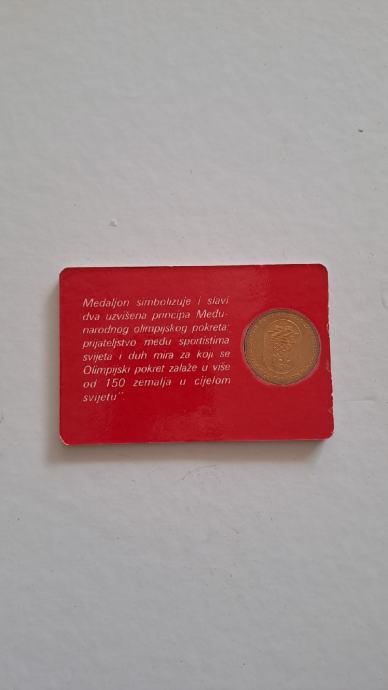 Medaljon simbolizuje i slavi
dva uzvišena principa Među-
narodnog olimpijskog pokreta:
prijateljstvo među sportistima
svijeta i duh mira za koji se
Olimpijski pokret zalaže u više
od 150 zemalja u cijelom
svijetu"